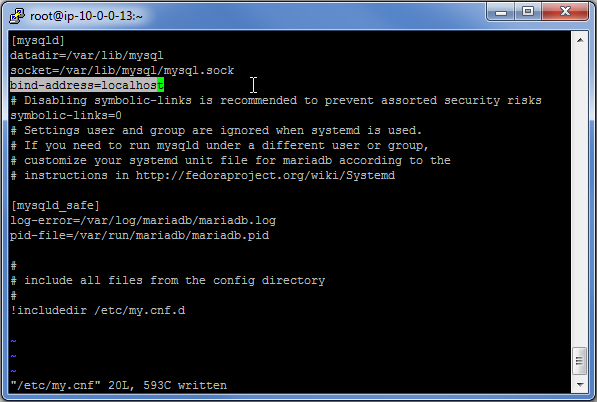 root@ip-10-0-0-13:~
[mysqld]
datadir=/var/lib/mysql
socket=/var/lib/mysql/mysql.sock
bind-address=localhost
# Disabling symbolic-links is recommended to prevent assorted security risks
symbolic-links=0
# Settings user and group are ignored when systemd is used.
# If you need to run mysqld under a different user or group,
# customize your systemd unit file for mariadb according to the
# instructions in http://fedoraproject.org/wiki/Systemd
[mysqld_safe]
log-error=/var/log/mariadb/mariadb.log
pid-file=/var/run/mariadb/mariadb.pid
#
# include all files from the config directory
#
!includedir /etc/my.cnf.d
~
~
~
"/etc/my.cnf" 20L, 593C written